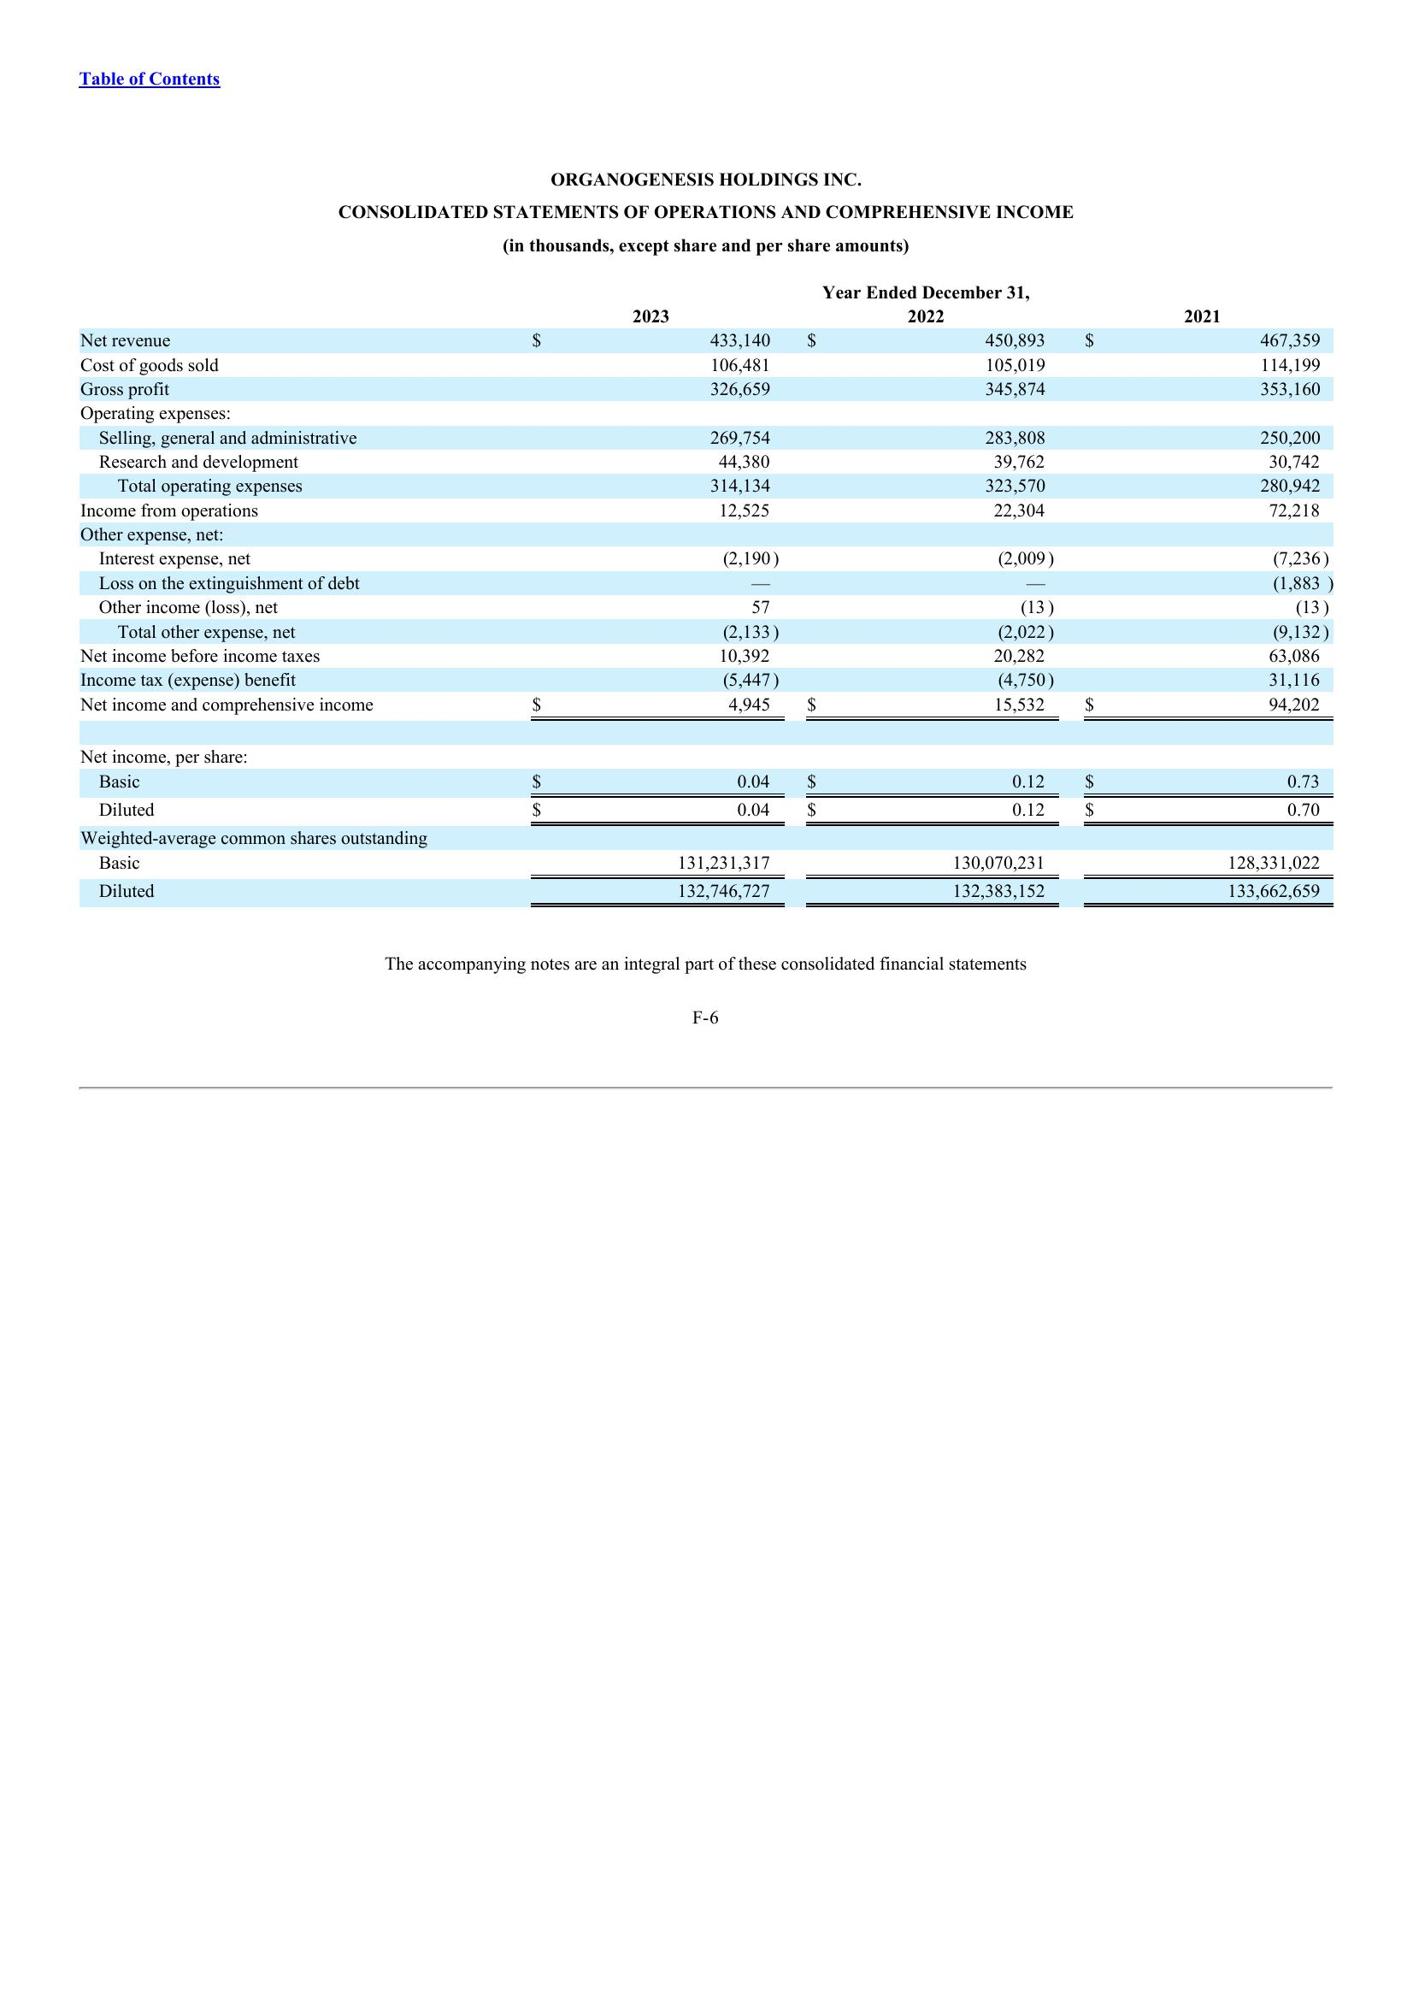 Table of Contents
ORGANOGENESIS HOLDINGS INC.
CONSOLIDATED STATEMENTS OF OPERATIONS AND COMPREHENSIVE INCOME
(in thousands, except share and per share amounts)
Year Ended December 31,
2023 2022 2021
Net revenue $ 433,140 $ 450,893 $ 467,359
Cost of goods sold 106,481 105,019 114,199
Gross profit 326,659 345,874 353,160
Operating expenses:
Selling, general and administrative 269,754 283,808 250,200
Research and development 44,380 39,762 30,742
Total operating expenses 314,134 323,570 280,942
Income from operations 12,525 22,304 72,218
Other expense, net:
Interest expense, net (2,190) (2,009) (7,236)
Loss on the extinguishment of debt — — (1,883 )
Other income (loss), net 57 (13) (13)
Total other expense, net (2,133) (2,022) (9,132)
Net income before income taxes 10,392 20,282 63,086
Income tax (expense) benefit (5,447) (4,750) 31,116
Net income and comprehensive income $ 4,945 $ 15,532 $ 94,202
Net income, per share:
Basic $ 0.04 $ 0.12 $ 0.73
Diluted $ 0.04 $ 0.12 $ 0.70
Weighted-average common shares outstanding
Basic 131,231,317 130,070,231 128,331,022
Diluted 132,746,727 132,383,152 133,662,659
The accompanying notes are an integral part of these consolidated financial statements
F-6